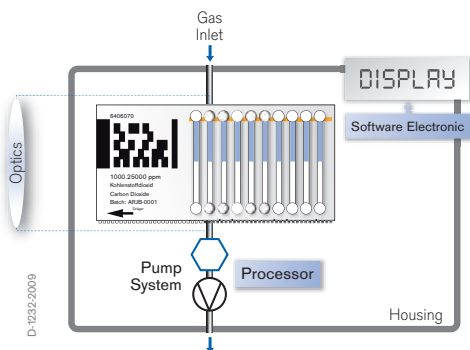 Gas
Inlet
DISPLAY
Software Electronic
Optics
6406070
1000.25000 ppm
Kohlenstoffdioxid
Carbon Dioxide
Batch: ARJB-0001
Dräger
Pump
System
Processor
Housing
D-1232-2009